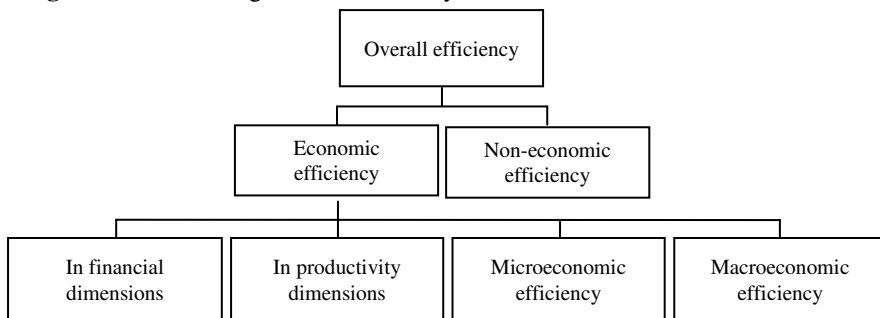 Overall efficiency
Economic
efficiency
Non-economic
efficiency
In financial
dimensions
In productivity
dimensions
Microeconomic
efficiency
Macroeconomic
efficiency